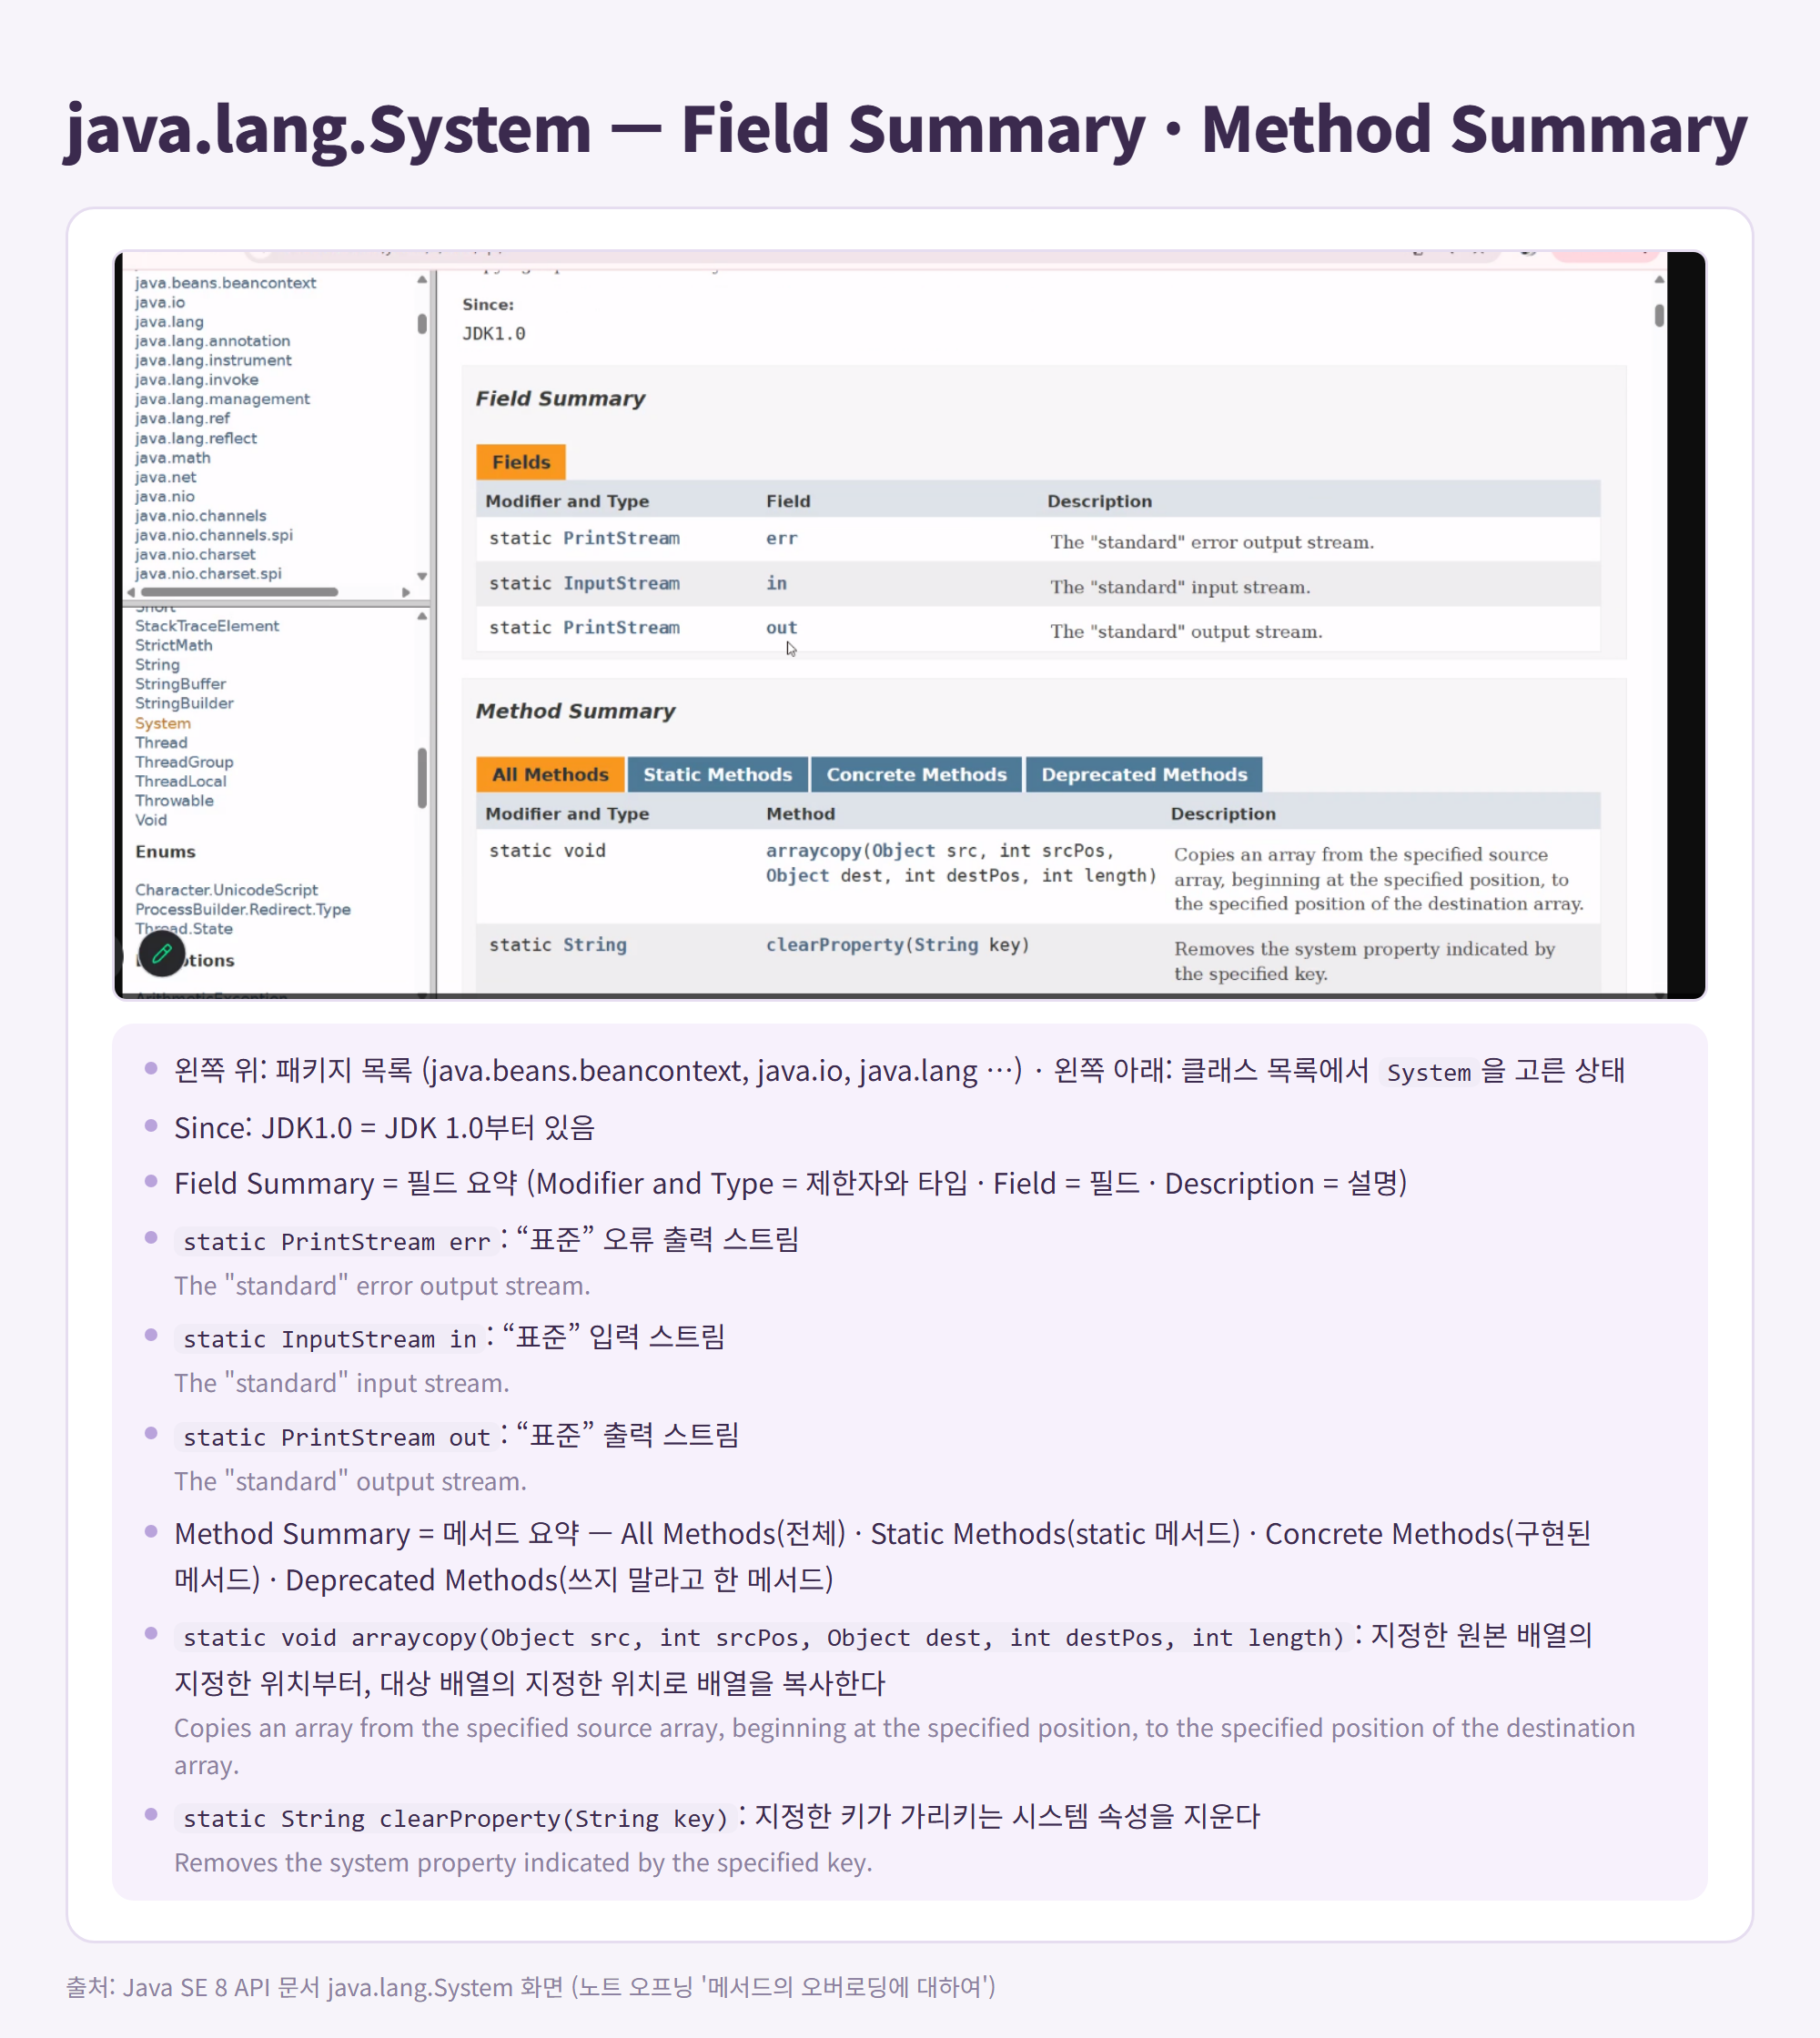 java.lang.System — Field Summary · Method Summary
java.beans.beancontext
java.io
java.lang
java.lang.annotation
java.lang.instrument
java.lang.invoke
java.lang.management
java.lang.ref
java.lang.reflect
java.math
java.net
java.nio
java.nio.channels
java.nio.channels.spi
java.nio.charset
java.nio.charset.spi
Short
StackTraceElement
StrictMath
String
StringBuffer
StringBuilder
System
Thread
ThreadGroup
ThreadLocal
Throwable
Void
Enums
Character.UnicodeScript
ProcessBuilder.Redirect.Type
Thread.State
ArithmeticException
Since:
JDK1.0
Field Summary
Fields
Modifier and Type Field Description
static PrintStream err The "standard" error output stream.
static InputStream in The "standard" input stream.
static PrintStream out The "standard" output stream.
Method Summary
All Methods Static Methods Concrete Methods Deprecated Methods
Modifier and Type Method Description
static void arraycopy(Object src, int srcPos, Copies an array from the specified source
Object dest, int destPos, int length) array, beginning at the specified position, to
the specified position of the destination array.
static String clearProperty(String key) Removes the system property indicated by
the specified key.
왼쪽 위: 패키지 목록 (java.beans.beancontext, java.io, java.lang …) · 왼쪽 아래: 클래스 목록에서 System을 고른 상태
Since: JDK1.0 = JDK 1.0부터 있음
Field Summary = 필드 요약 (Modifier and Type = 제한자와 타입 · Field = 필드 · Description = 설명)
static PrintStream err: “표준” 오류 출력 스트림
The "standard" error output stream.
static InputStream in: “표준” 입력 스트림
The "standard" input stream.
static PrintStream out: “표준” 출력 스트림
The "standard" output stream.
Method Summary = 메서드 요약 — All Methods(전체) · Static Methods(static 메서드) · Concrete Methods(구현된
메서드) · Deprecated Methods(쓰지 말라고 한 메서드)
static void arraycopy(Object src, int srcPos, Object dest, int destPos, int length): 지정한 원본 배열의
지정한 위치부터, 대상 배열의 지정한 위치로 배열을 복사한다
Copies an array from the specified source array, beginning at the specified position, to the specified position of the destination
array.
static String clearProperty(String key): 지정한 키가 가리키는 시스템 속성을 지운다
Removes the system property indicated by the specified key.
출처: Java SE 8 API 문서 java.lang.System 화면 (노트 오프닝 '메서드의 오버로딩에 대하여')